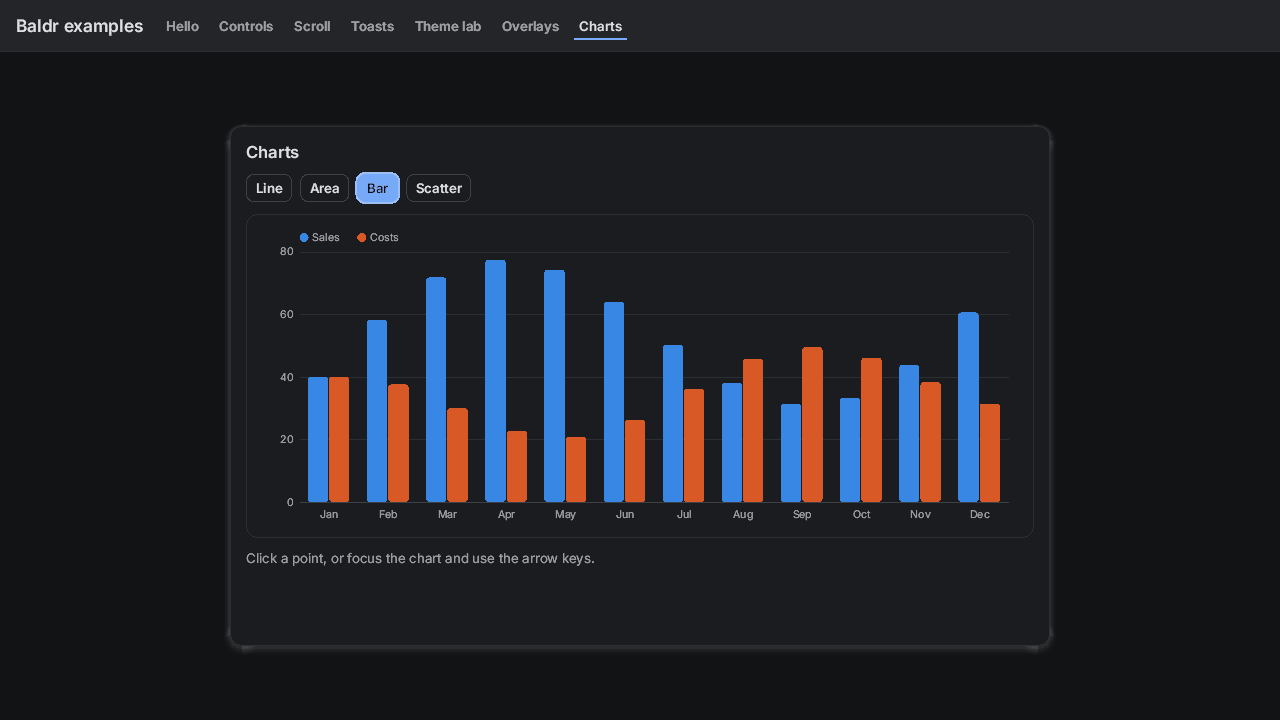 Baldr examples Hello Controls Scroll Toasts Theme lab Overlays Charts
Charts
Line Area Bar Scatter
Sales Costs
80
60
40
20
0
Jan Feb Mar Apr May Jun Jul Aug Sep Oct Nov Dec
Click a point, or focus the chart and use the arrow keys.